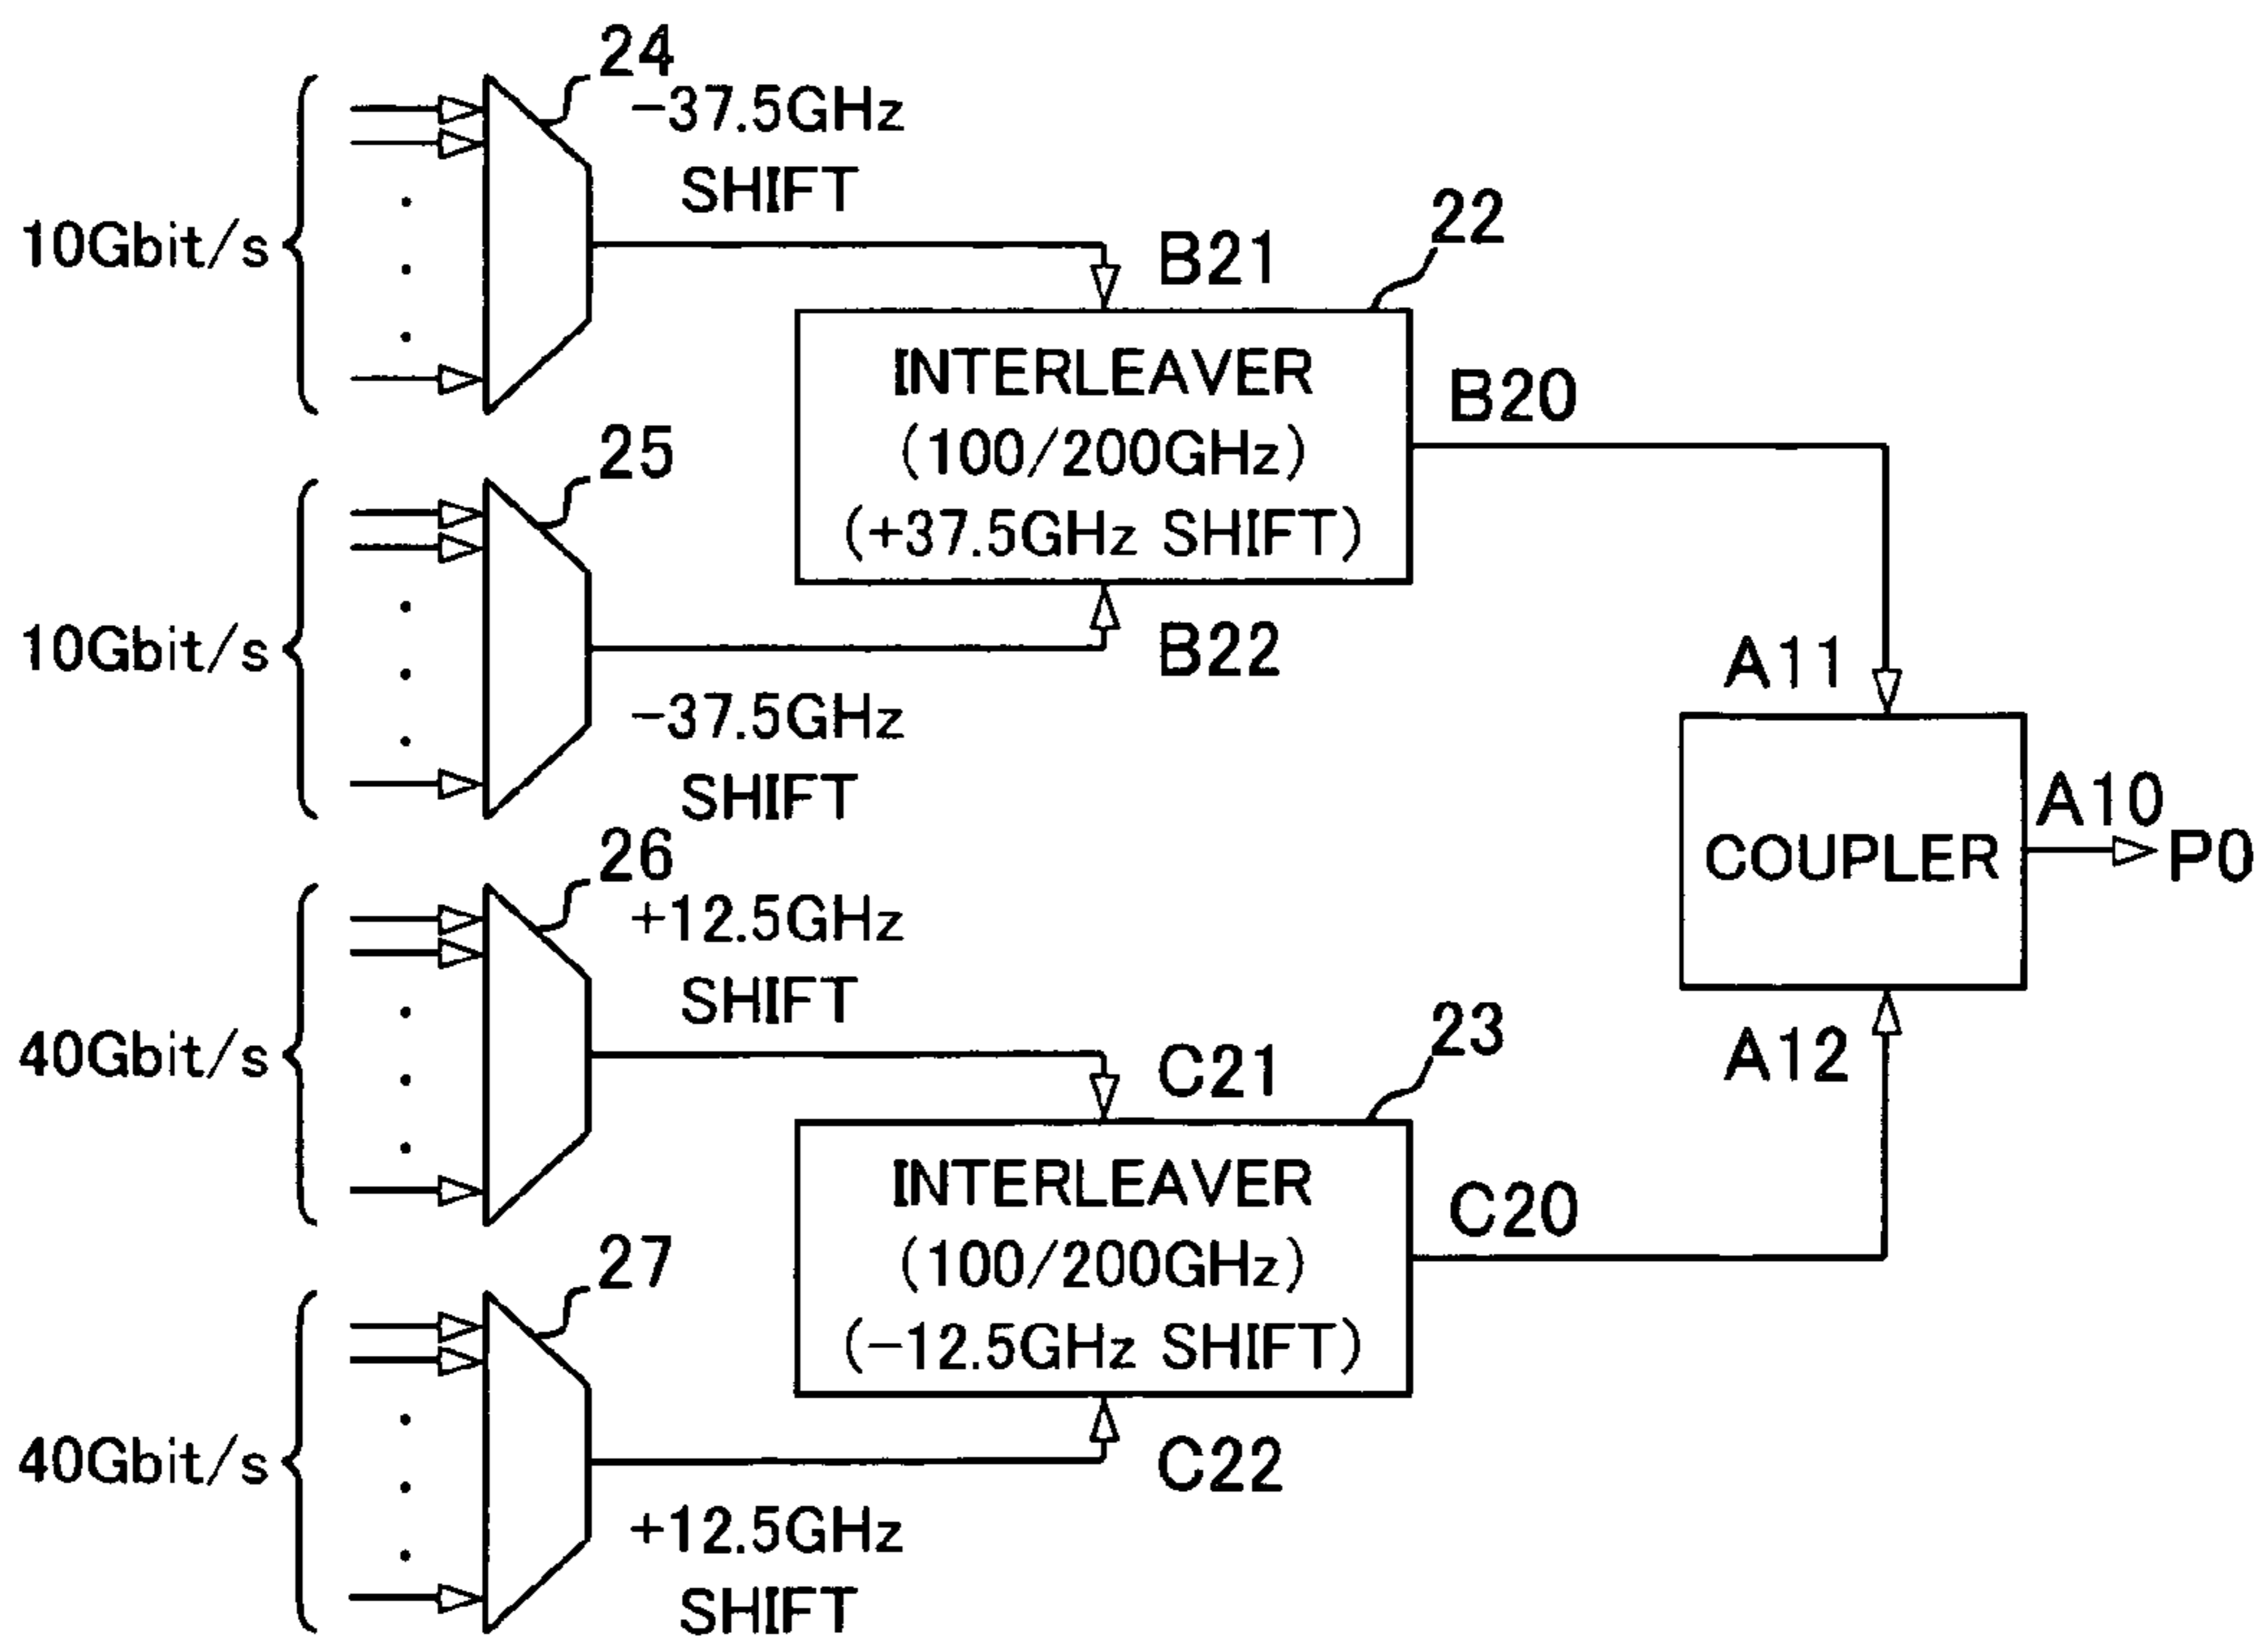 24
-37.5GHz
SHIFT
10Gbit/s
B21
22
INTERLEAVER
(100/200GHz)
(+37.5GHz SHIFT)
B20
25
10Gbit/s
B22
-37.5GHz
SHIFT
A11
COUPLER
A10
P0
26
+12.5GHz
SHIFT
40Gbit/s
C21
23
A12
INTERLEAVER
(100/200GHz)
(-12.5GHz SHIFT)
C20
27
40Gbit/s
C22
+12.5GHz
SHIFT